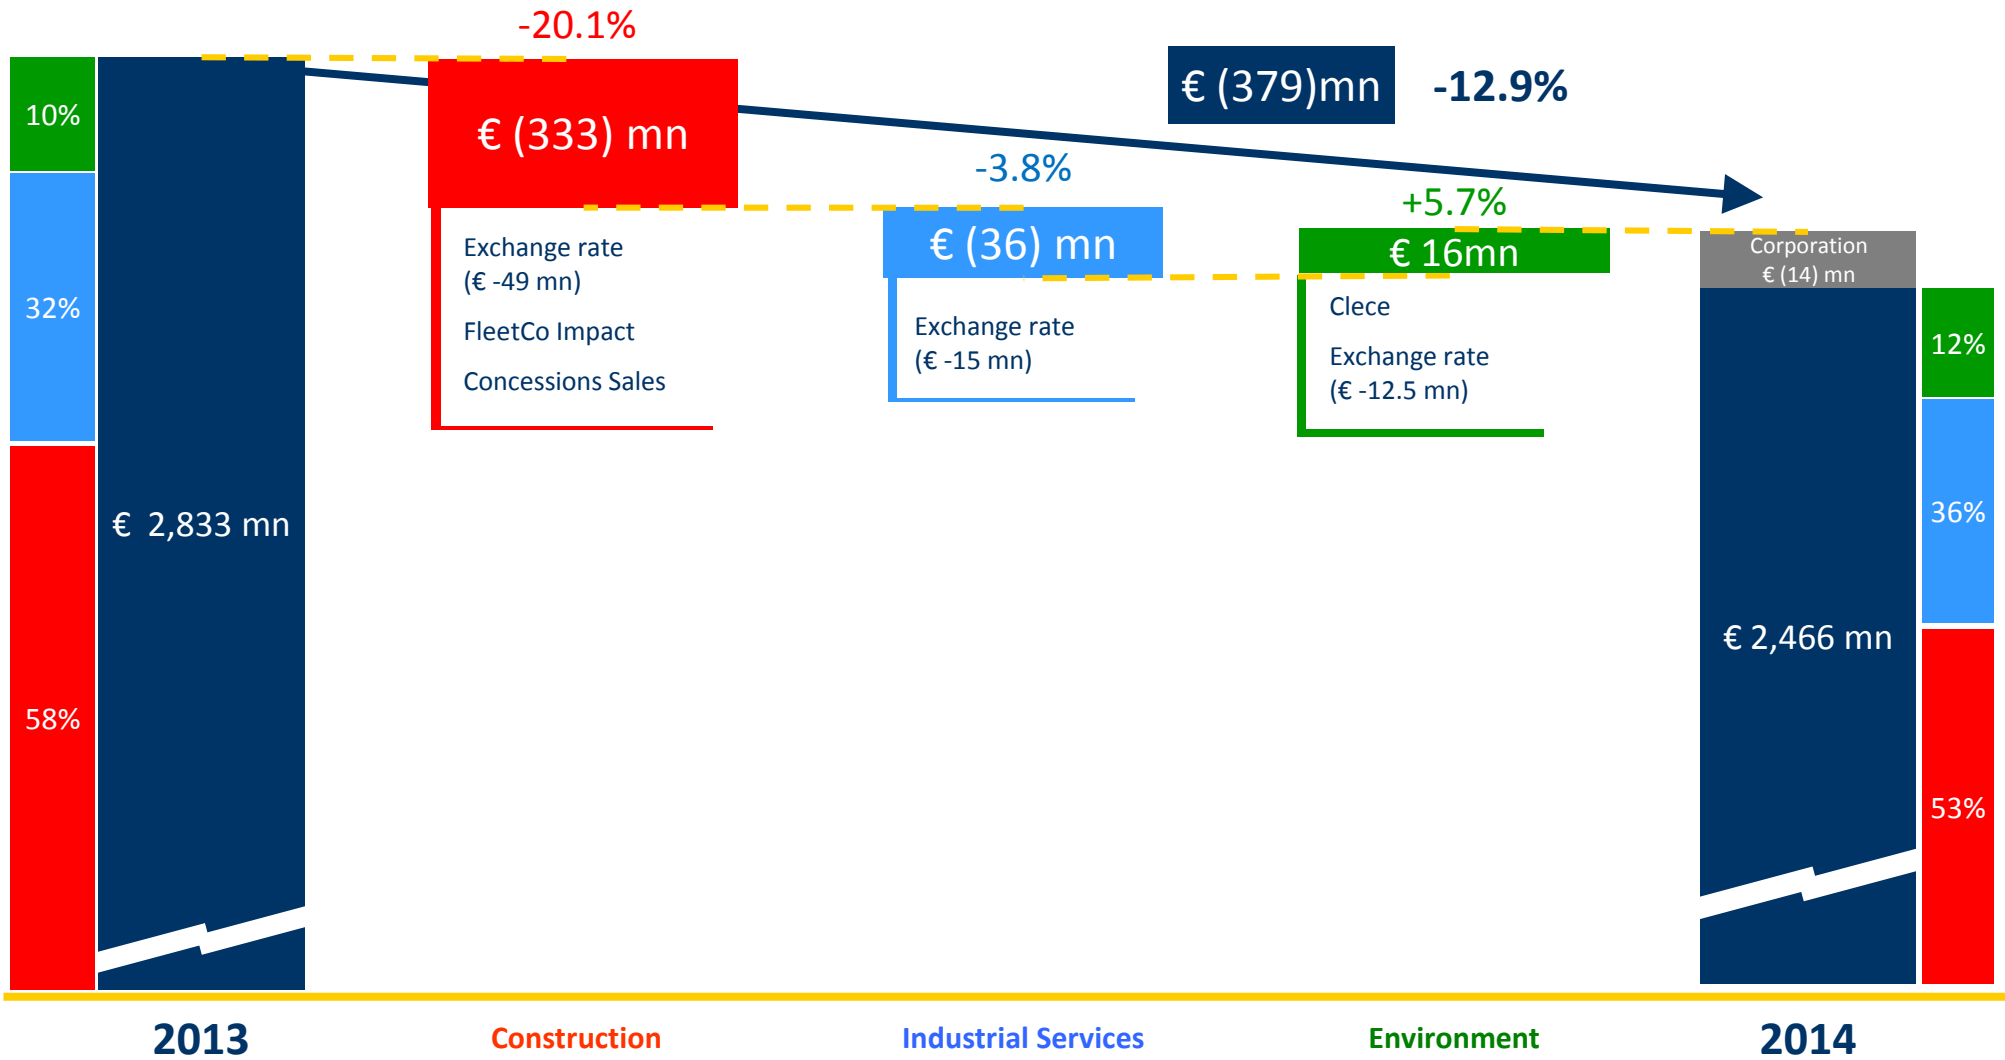 -20.1%
€ (379)mn
-12.9%
10%
€ (333) mn
-3.8%
+5.7%
Exchange rate
(€ -49 mn)
FleetCo Impact
Concessions Sales
€ (36) mn
Exchange rate
(€ -15 mn)
€ 16mn
Clece
Exchange rate
(€ -12.5 mn)
Corporation
€ (14) mn
32%
12%
€ 2,833 mn
36%
€ 2,466 mn
58%
53%
2013
Construction
Industrial Services
Environment
2014